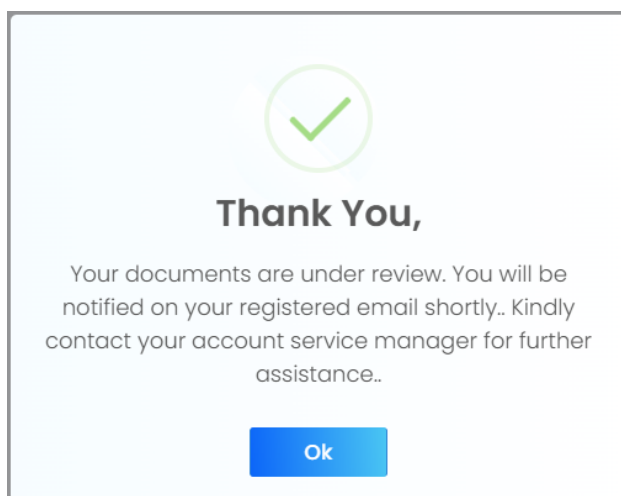 Thank You,
Your documents are under review. You will be
notified on your registered email shortly.. Kindly
contact your account service manager for further
assistance..
Ok